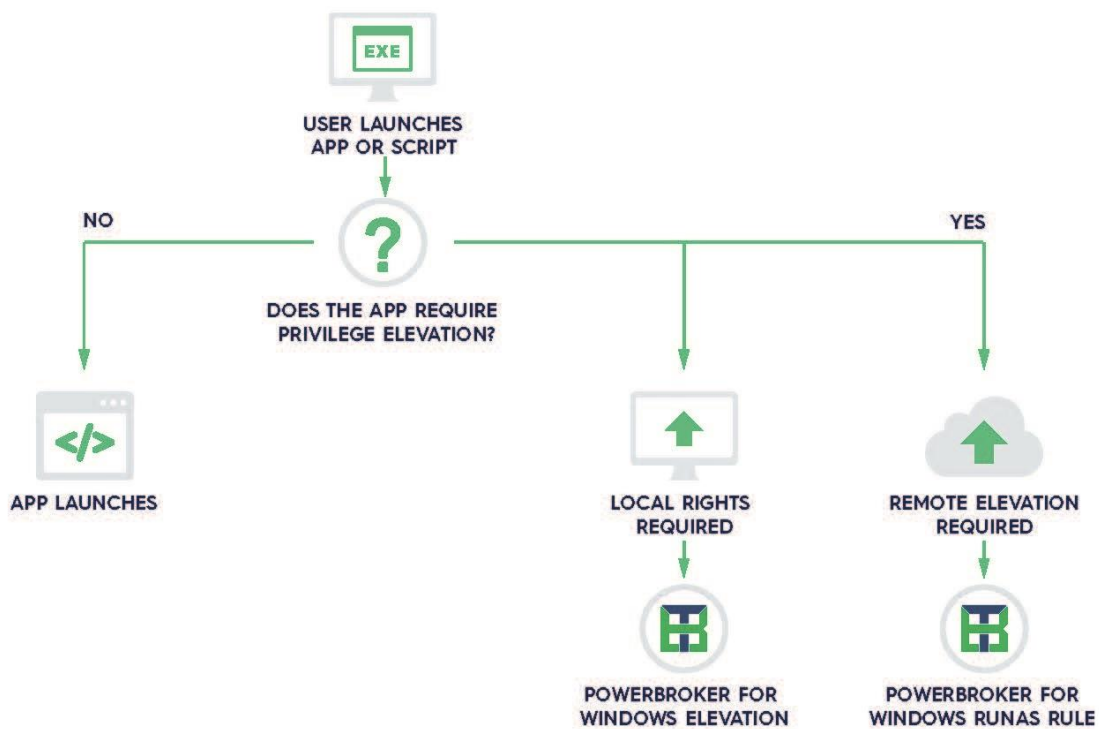 EXE
USER LAUNCHES
APP OR SCRIPT
NO
YES
?
DOES THE APP REQUIRE
PRIVILEGE ELEVATION?
</>
APP LAUNCHES
LOCAL RIGHTS
REQUIRED
REMOTE ELEVATION
REQUIRED
POWERBROKER FOR
WINDOWS ELEVATION
POWERBROKER FOR
WINDOWS RUNAS RULE